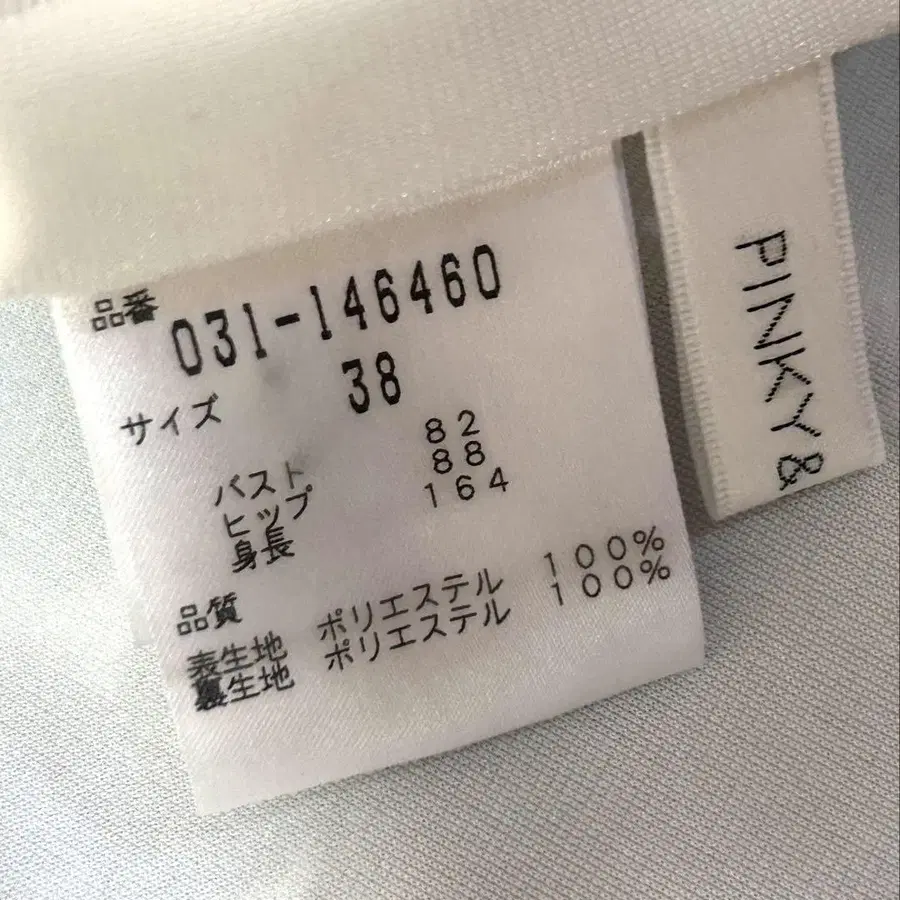 品番 031-146460
サイズ 38
バスト 82
ヒップ 88
身長 164
品質
表生地 ポリエステル 100%
裏生地 ポリエステル 100%
PINKY&